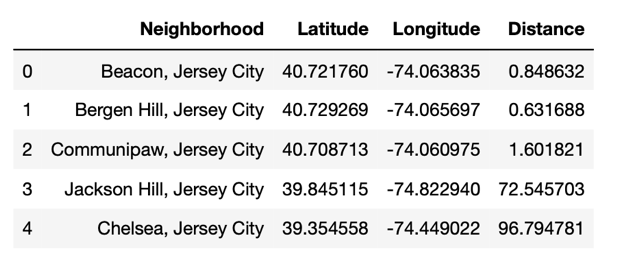 Neighborhood Latitude Longitude Distance
0 Beacon, Jersey City 40.721760 -74.063835 0.848632
1 Bergen Hill, Jersey City 40.729269 -74.065697 0.631688
2 Communipaw, Jersey City 40.708713 -74.060975 1.601821
3 Jackson Hill, Jersey City 39.845115 -74.822940 72.545703
4 Chelsea, Jersey City 39.354558 -74.449022 96.794781